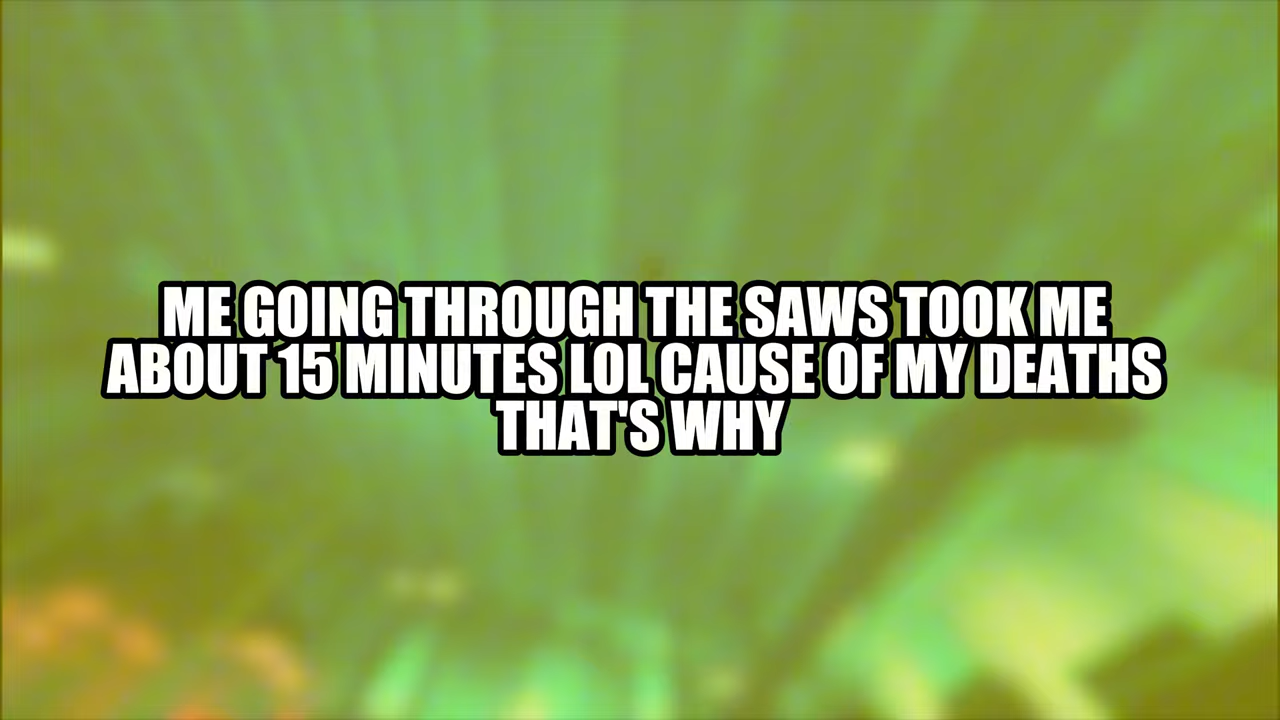 ME GOING THROUGH THE SAWS TOOK ME
ABOUT 15 MINUTES LOL CAUSE OF MY DEATHS
THAT'S WHY